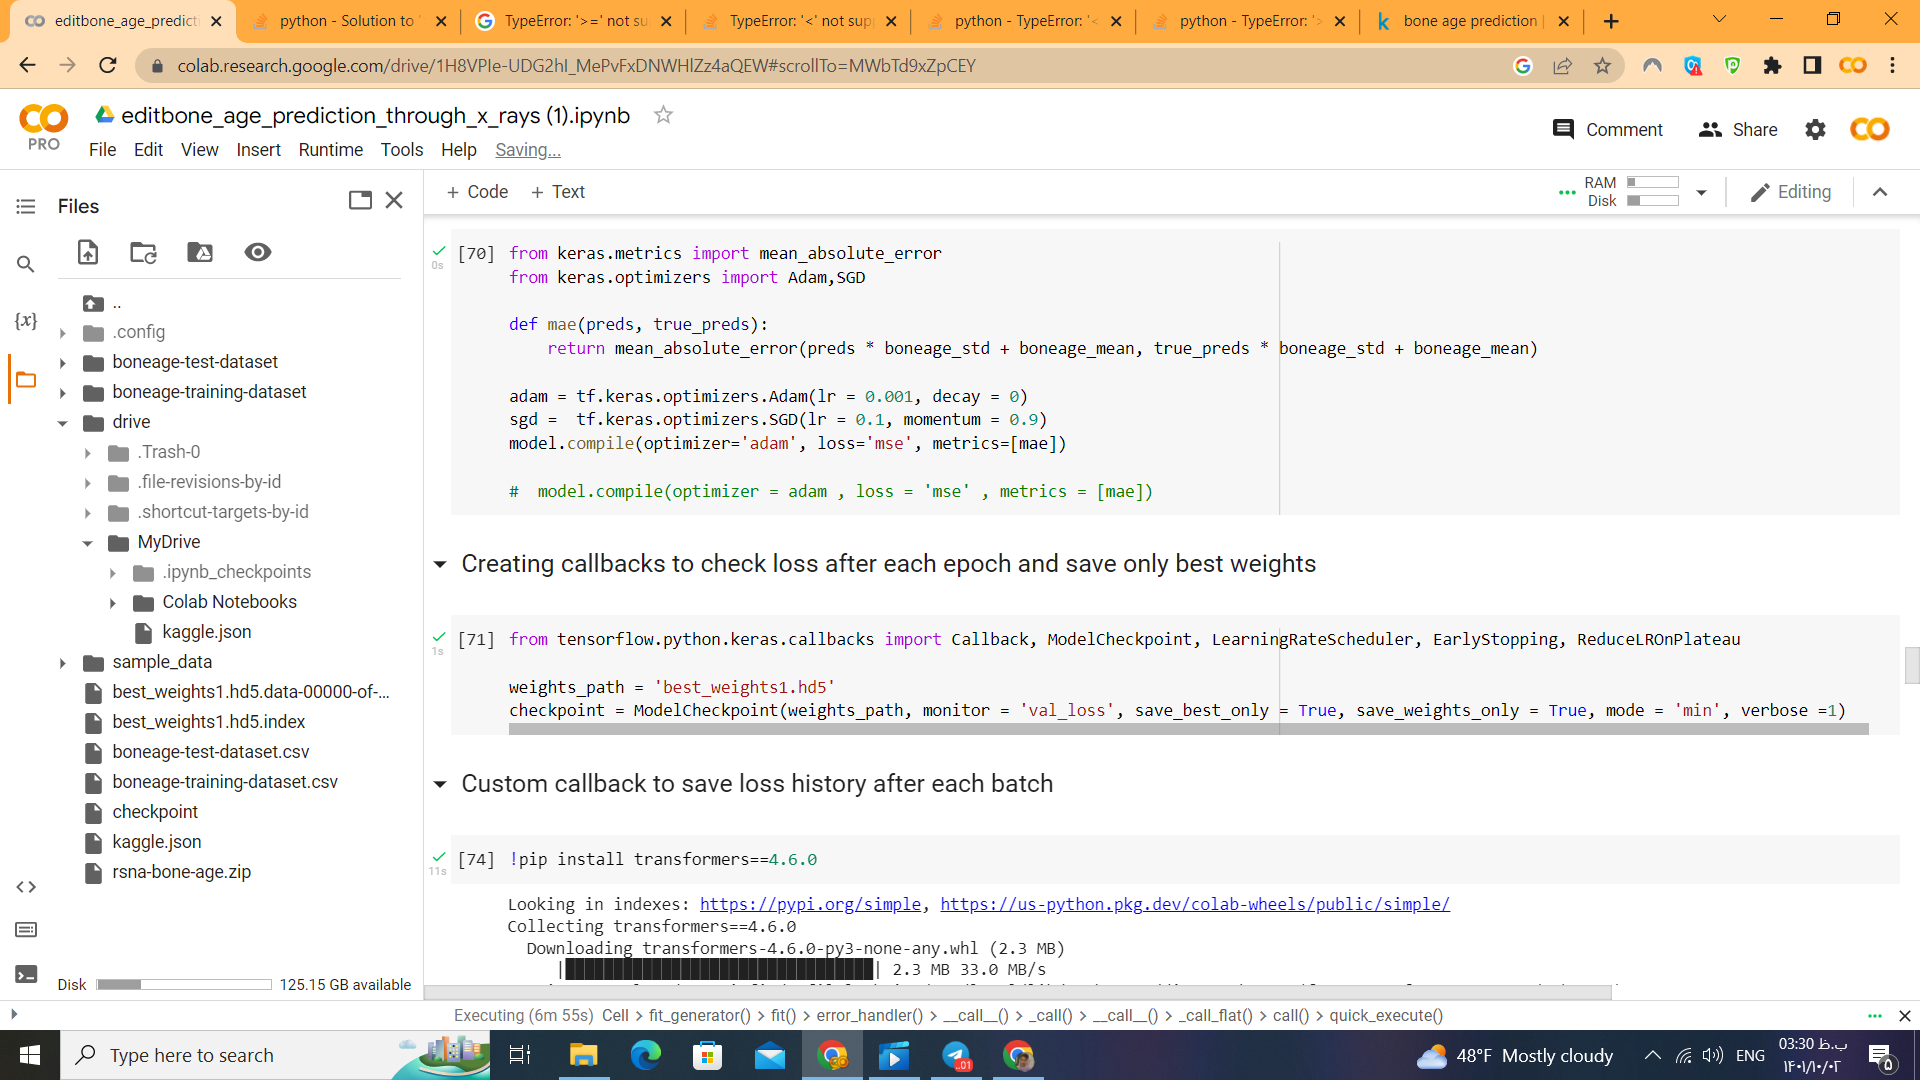 editbone_age_predicti
python - Solution to '
TypeError: '>=' not su
TypeError: '<' not sup
python - TypeError: '<
python - TypeError: '>
bone age prediction |
colab.research.google.com/drive/1H8VPIe-UDG2hI_MePvFxDNWHlZz4aQEW#scrollTo=MWbTd9xZpCEY
PRO
editbone_age_prediction_through_x_rays (1).ipynb
File Edit View Insert Runtime Tools Help Saving...
Comment Share
Files
+ Code + Text
RAM
Disk
Editing
..
.config
boneage-test-dataset
boneage-training-dataset
drive
.Trash-0
.file-revisions-by-id
.shortcut-targets-by-id
MyDrive
.ipynb_checkpoints
Colab Notebooks
kaggle.json
sample_data
best_weights1.hd5.data-00000-of-...
best_weights1.hd5.index
boneage-test-dataset.csv
boneage-training-dataset.csv
checkpoint
kaggle.json
rsna-bone-age.zip
Disk 125.15 GB available
{x}
0s
[70] from keras.metrics import mean_absolute_error
from keras.optimizers import Adam,SGD
def mae(preds, true_preds):
return mean_absolute_error(preds * boneage_std + boneage_mean, true_preds * boneage_std + boneage_mean)
adam = tf.keras.optimizers.Adam(lr = 0.001, decay = 0)
sgd =  tf.keras.optimizers.SGD(lr = 0.1, momentum = 0.9)
model.compile(optimizer='adam', loss='mse', metrics=[mae])
#  model.compile(optimizer = adam , loss = 'mse' , metrics = [mae])
Creating callbacks to check loss after each epoch and save only best weights
1s
[71] from tensorflow.python.keras.callbacks import Callback, ModelCheckpoint, LearningRateScheduler, EarlyStopping, ReduceLROnPlateau
weights_path = 'best_weights1.hd5'
checkpoint = ModelCheckpoint(weights_path, monitor = 'val_loss', save_best_only = True, save_weights_only = True, mode = 'min', verbose =1)
Custom callback to save loss history after each batch
11s
[74] !pip install transformers==4.6.0
Looking in indexes: https://pypi.org/simple, https://us-python.pkg.dev/colab-wheels/public/simple/
Collecting transformers==4.6.0
Downloading transformers-4.6.0-py3-none-any.whl (2.3 MB)
2.3 MB 33.0 MB/s
Executing (6m 55s) Cell > fit_generator() > fit() > error_handler() > __call__() > _call() > __call__() > _call_flat() > call() > quick_execute()
Type here to search
48°F Mostly cloudy
ENG
03:30 ب.ظ
۱۴۰۱/۱۰/۰۲
۵